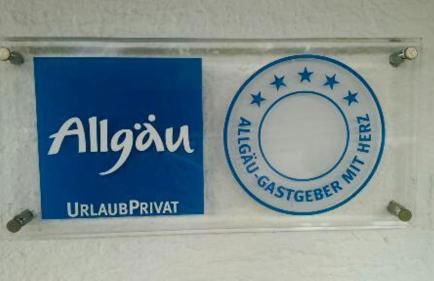 Allgäu
URLAUBPRIVAT
ALLGÄU-GASTGEBER MIT HERZ